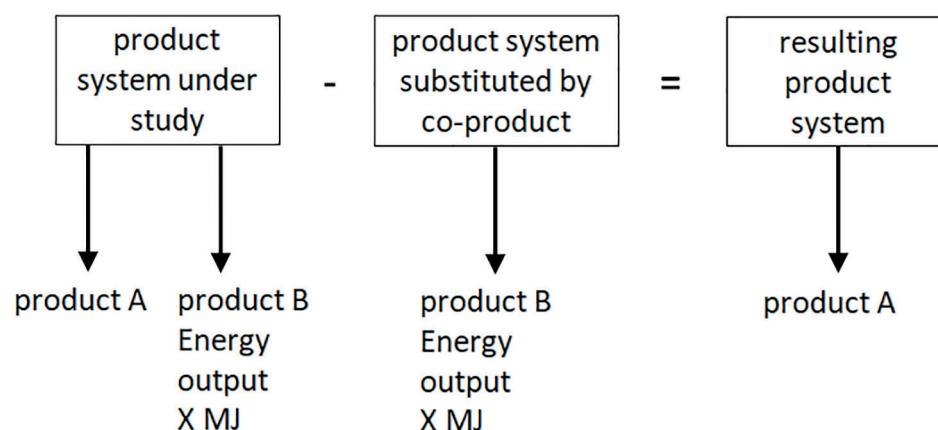 product
system under
study
-
product system
substituted by
co-product
=
resulting
product
system
product A
product B
Energy
output
X MJ
product B
Energy
output
X MJ
product A